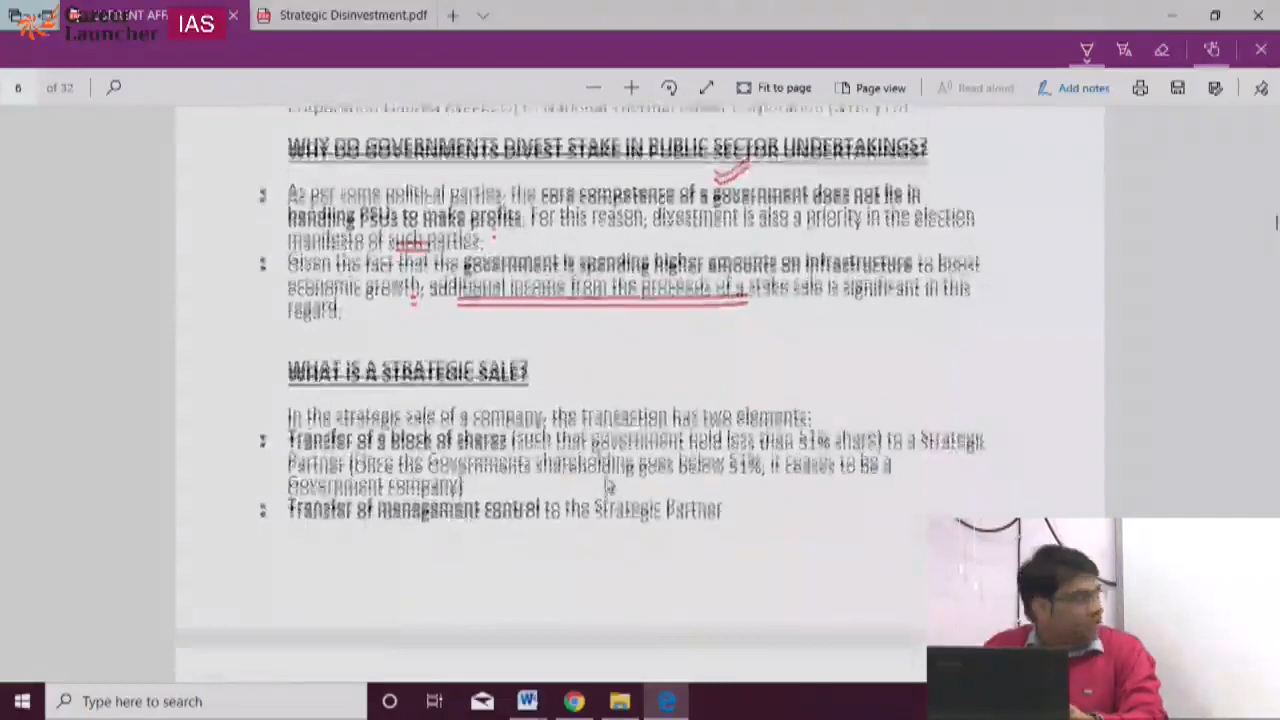 CURRENT AFF
Strategic Disinvestment.pdf
Career
Launcher
IAS
6 of 32
Fit to page
Page view
Read aloud
Add notes
WHY DO GOVERNMENTS DIVEST STAKE IN PUBLIC SECTOR UNDERTAKINGS?
As per some political parties, the core competence of a government does not lie in
handling PSUs to make profits. For this reason, divestment is also a priority in the election
manifesto of such parties.
Given the fact that the government is spending higher amounts on infrastructure to boost
economic growth, additional income from the proceeds of a stake sale is significant in this
regard.
WHAT IS A STRATEGIC SALE?
In the strategic sale of a company, the transaction has two elements:
Transfer of a block of shares (such that government hold less than 51% share) to a Strategic
Partner (Once the Governments shareholding goes below 51%, it ceases to be a
Government company)
Transfer of management control to the Strategic Partner
Type here to search